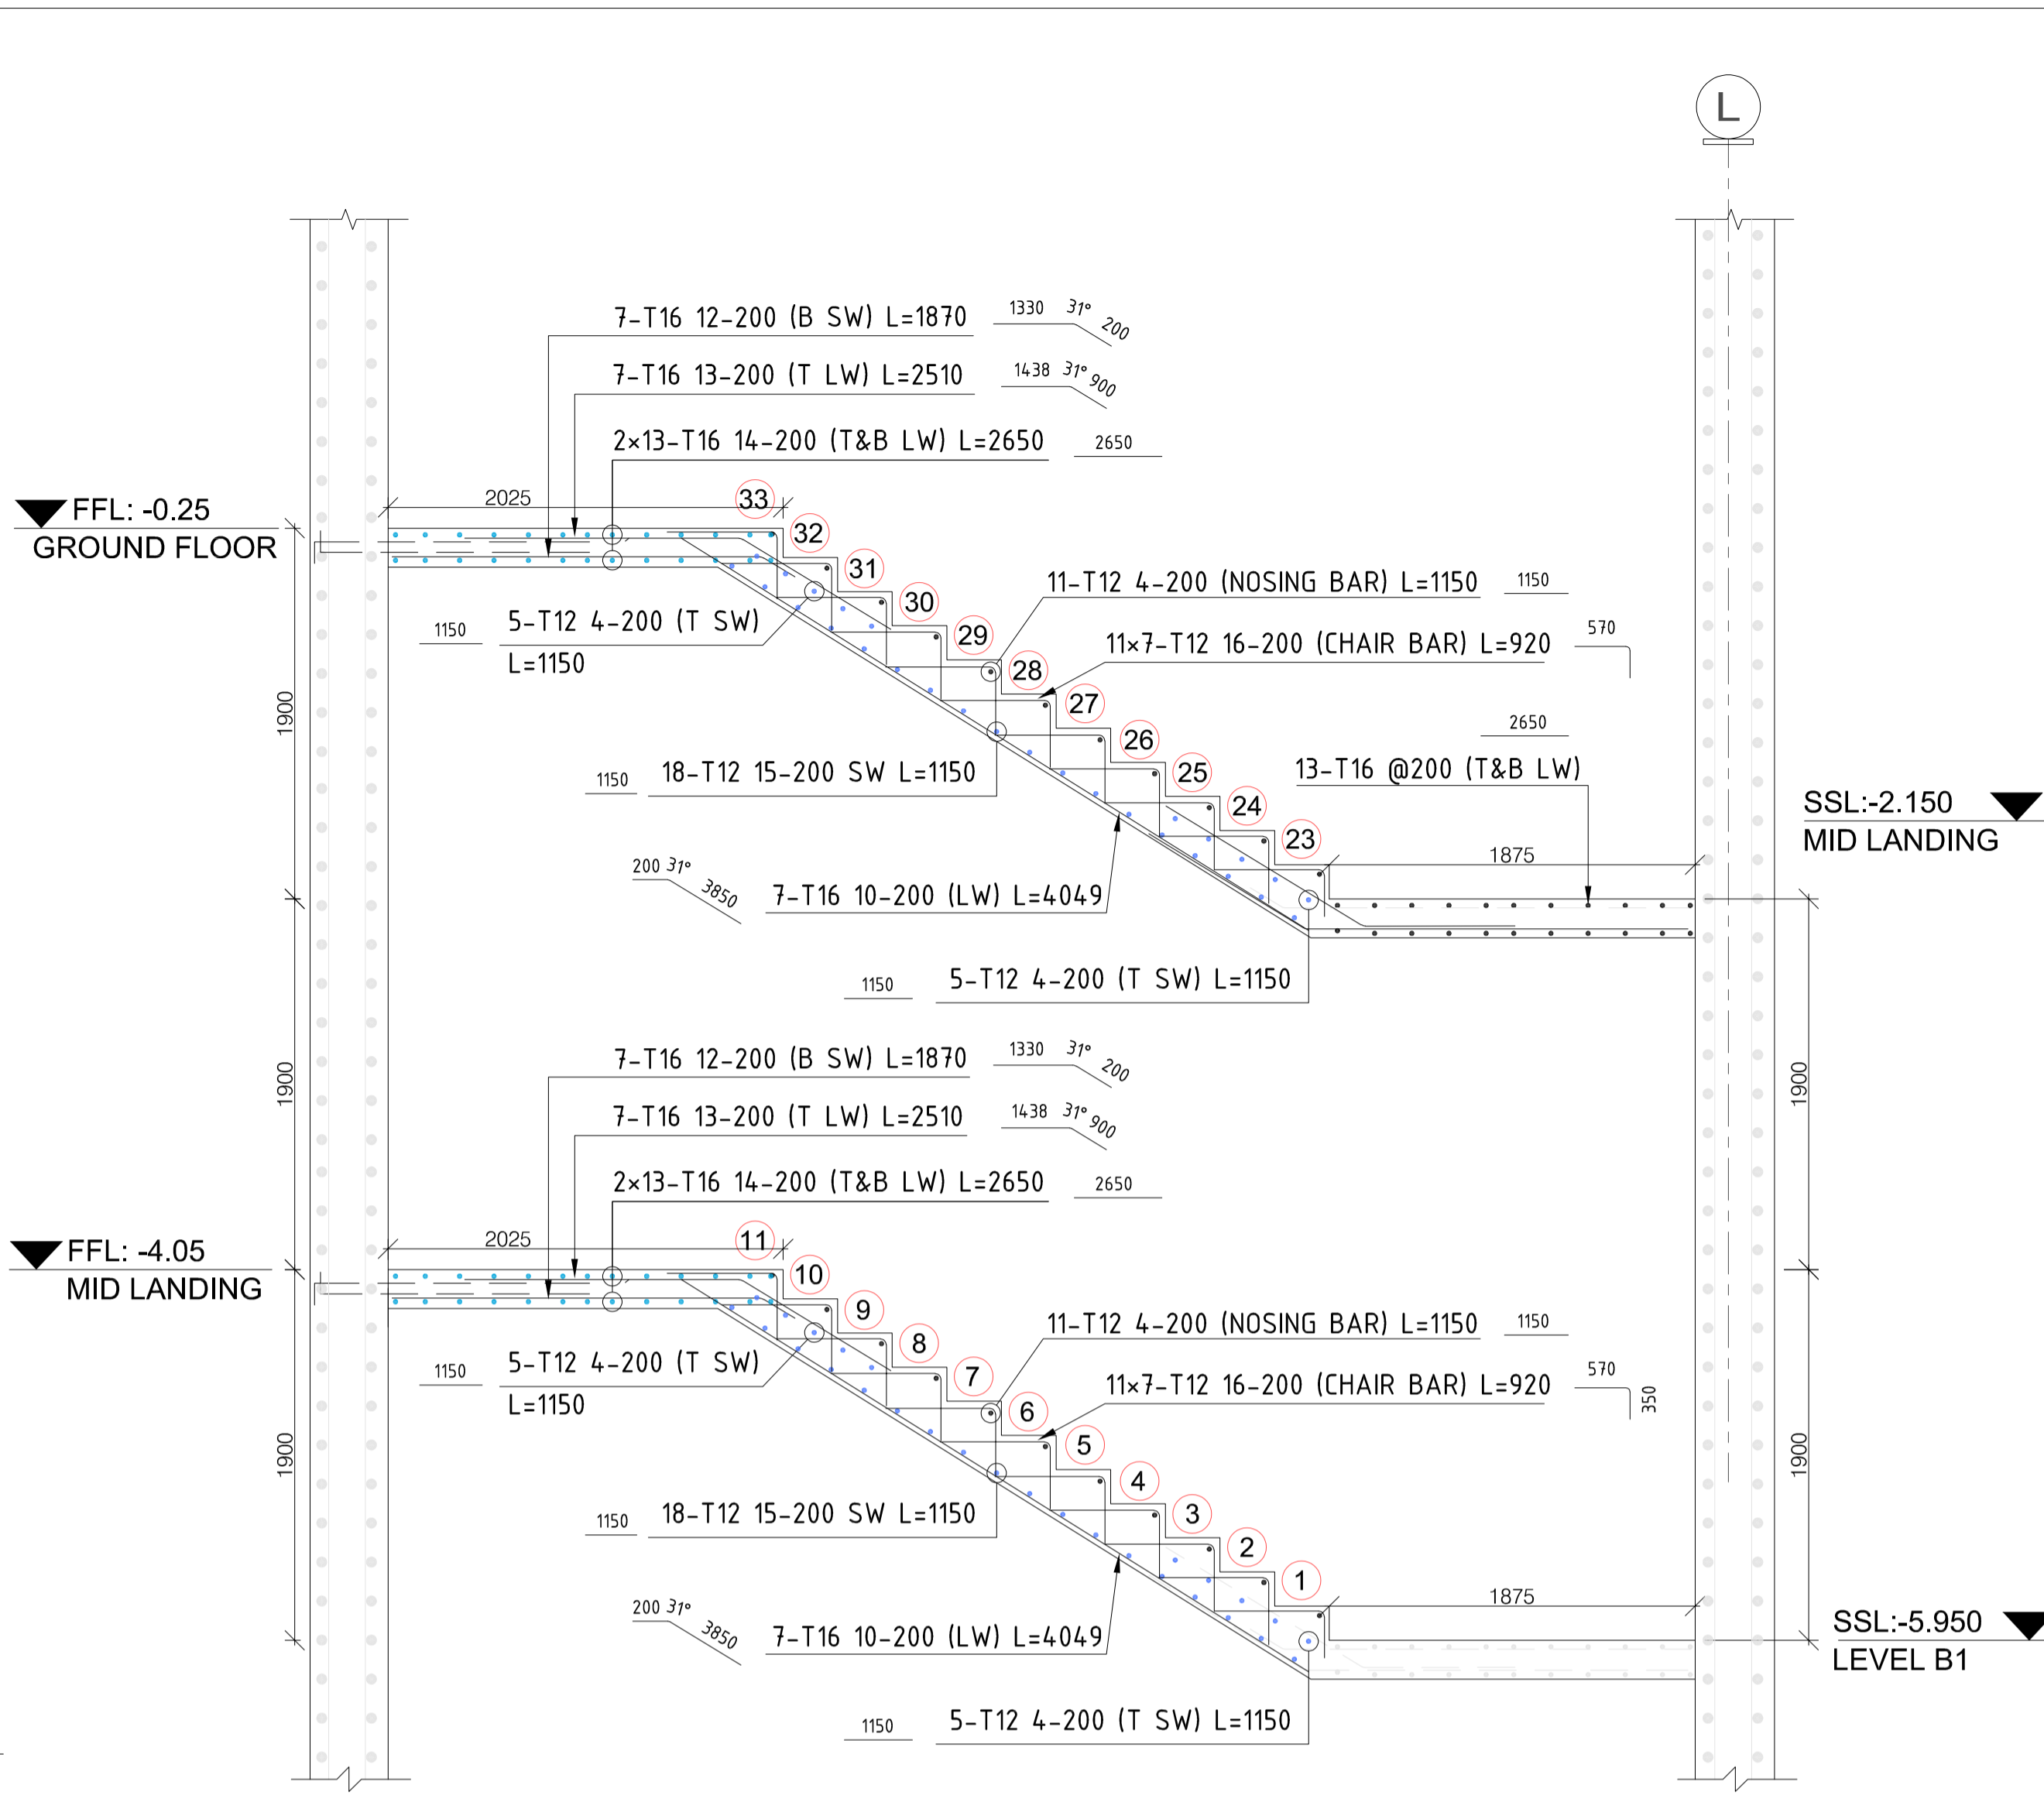 L
7-T16 12-200 (B SW) L=1870
1330 31° 200
7-T16 13-200 (T LW) L=2510
1438 31° 900
2×13-T16 14-200 (T&B LW) L=2650
2650
2025
33
FFL: -0.25
GROUND FLOOR
32
31
30
29
28
27
26
25
24
23
11-T12 4-200 (NOSING BAR) L=1150
1150
5-T12 4-200 (T SW)
L=1150
1150
11×7-T12 16-200 (CHAIR BAR) L=920
570
1900
2650
13-T16 @200 (T&B LW)
1150
18-T12 15-200 SW L=1150
SSL:-2.150
MID LANDING
1875
200 31° 3850
7-T16 10-200 (LW) L=4049
1150
5-T12 4-200 (T SW) L=1150
1900
1900
7-T16 12-200 (B SW) L=1870
1330 31° 200
7-T16 13-200 (T LW) L=2510
1438 31° 900
2×13-T16 14-200 (T&B LW) L=2650
2650
2025
11
FFL: -4.05
MID LANDING
10
9
8
7
6
5
4
3
2
1
11-T12 4-200 (NOSING BAR) L=1150
1150
5-T12 4-200 (T SW)
L=1150
1150
11×7-T12 16-200 (CHAIR BAR) L=920
570
350
1900
1900
1150
18-T12 15-200 SW L=1150
1875
200 31° 3850
7-T16 10-200 (LW) L=4049
SSL:-5.950
LEVEL B1
1150
5-T12 4-200 (T SW) L=1150